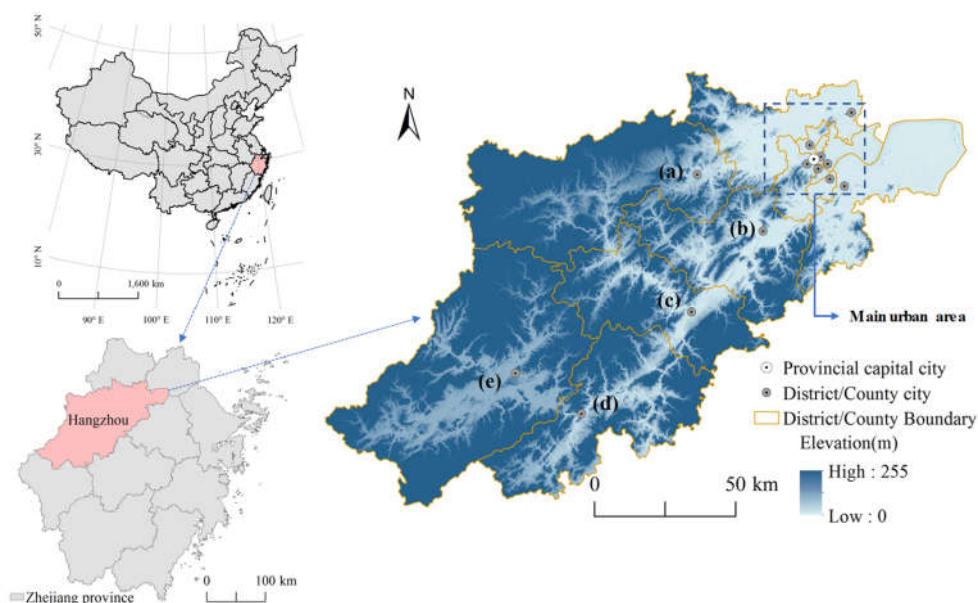 50° N
30° N
10° N
0
1,600 km
90° E
100° E
110° E
120° E
Hangzhou
0
100 km
Zhejiang province
N
(a)
(b)
(c)
(d)
(e)
Main urban area
Provincial capital city
District/County city
District/County Boundary
Elevation(m)
High : 255
Low : 0
0
50 km